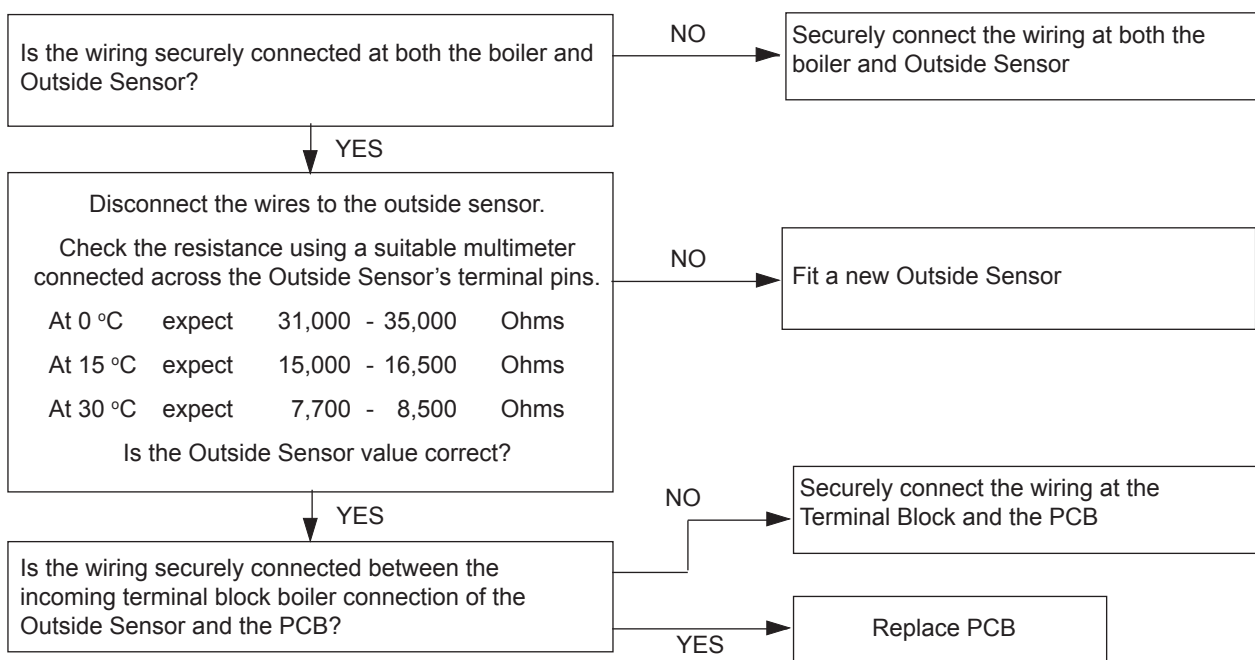 Is the wiring securely connected at both the boiler and
Outside Sensor?
NO
Securely connect the wiring at both the
boiler and Outside Sensor
YES
Disconnect the wires to the outside sensor.
Check the resistance using a suitable multimeter
connected across the Outside Sensor’s terminal pins.
At 0 °C expect 31,000 - 35,000 Ohms
At 15 °C expect 15,000 - 16,500 Ohms
At 30 °C expect 7,700 - 8,500 Ohms
Is the Outside Sensor value correct?
NO
Fit a new Outside Sensor
YES
Is the wiring securely connected between the
incoming terminal block boiler connection of the
Outside Sensor and the PCB?
NO
Securely connect the wiring at the
Terminal Block and the PCB
YES
Replace PCB